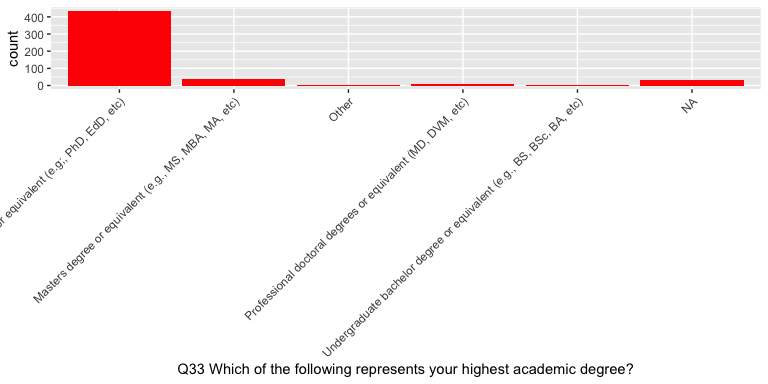 count
400
300
200
100
0
or equivalent (e.g;, PhD, EdD, etc)
Masters degree or equivalent (e.g., MS, MBA, MA, etc)
Other
Professional doctoral degrees or equivalent (MD, DVM, etc)
Undergraduate bachelor degree or equivalent (e.g., BS, BSc, BA, etc)
NA
Q33 Which of the following represents your highest academic degree?